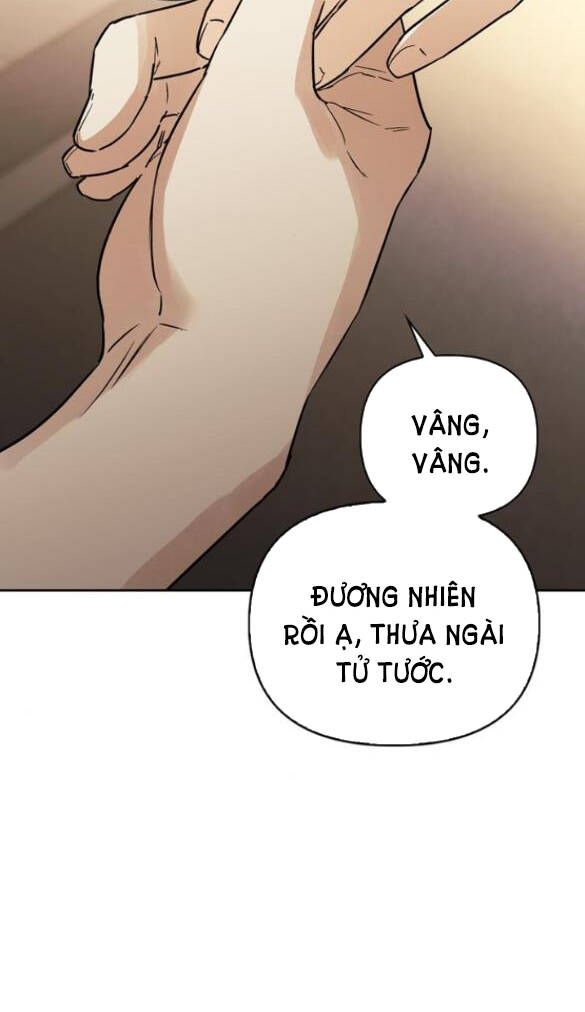 VÂNG,
VÂNG.
ĐƯƠNG NHIÊN
RỒI Ạ, THƯA NGÀI
TỬ TƯỚC.